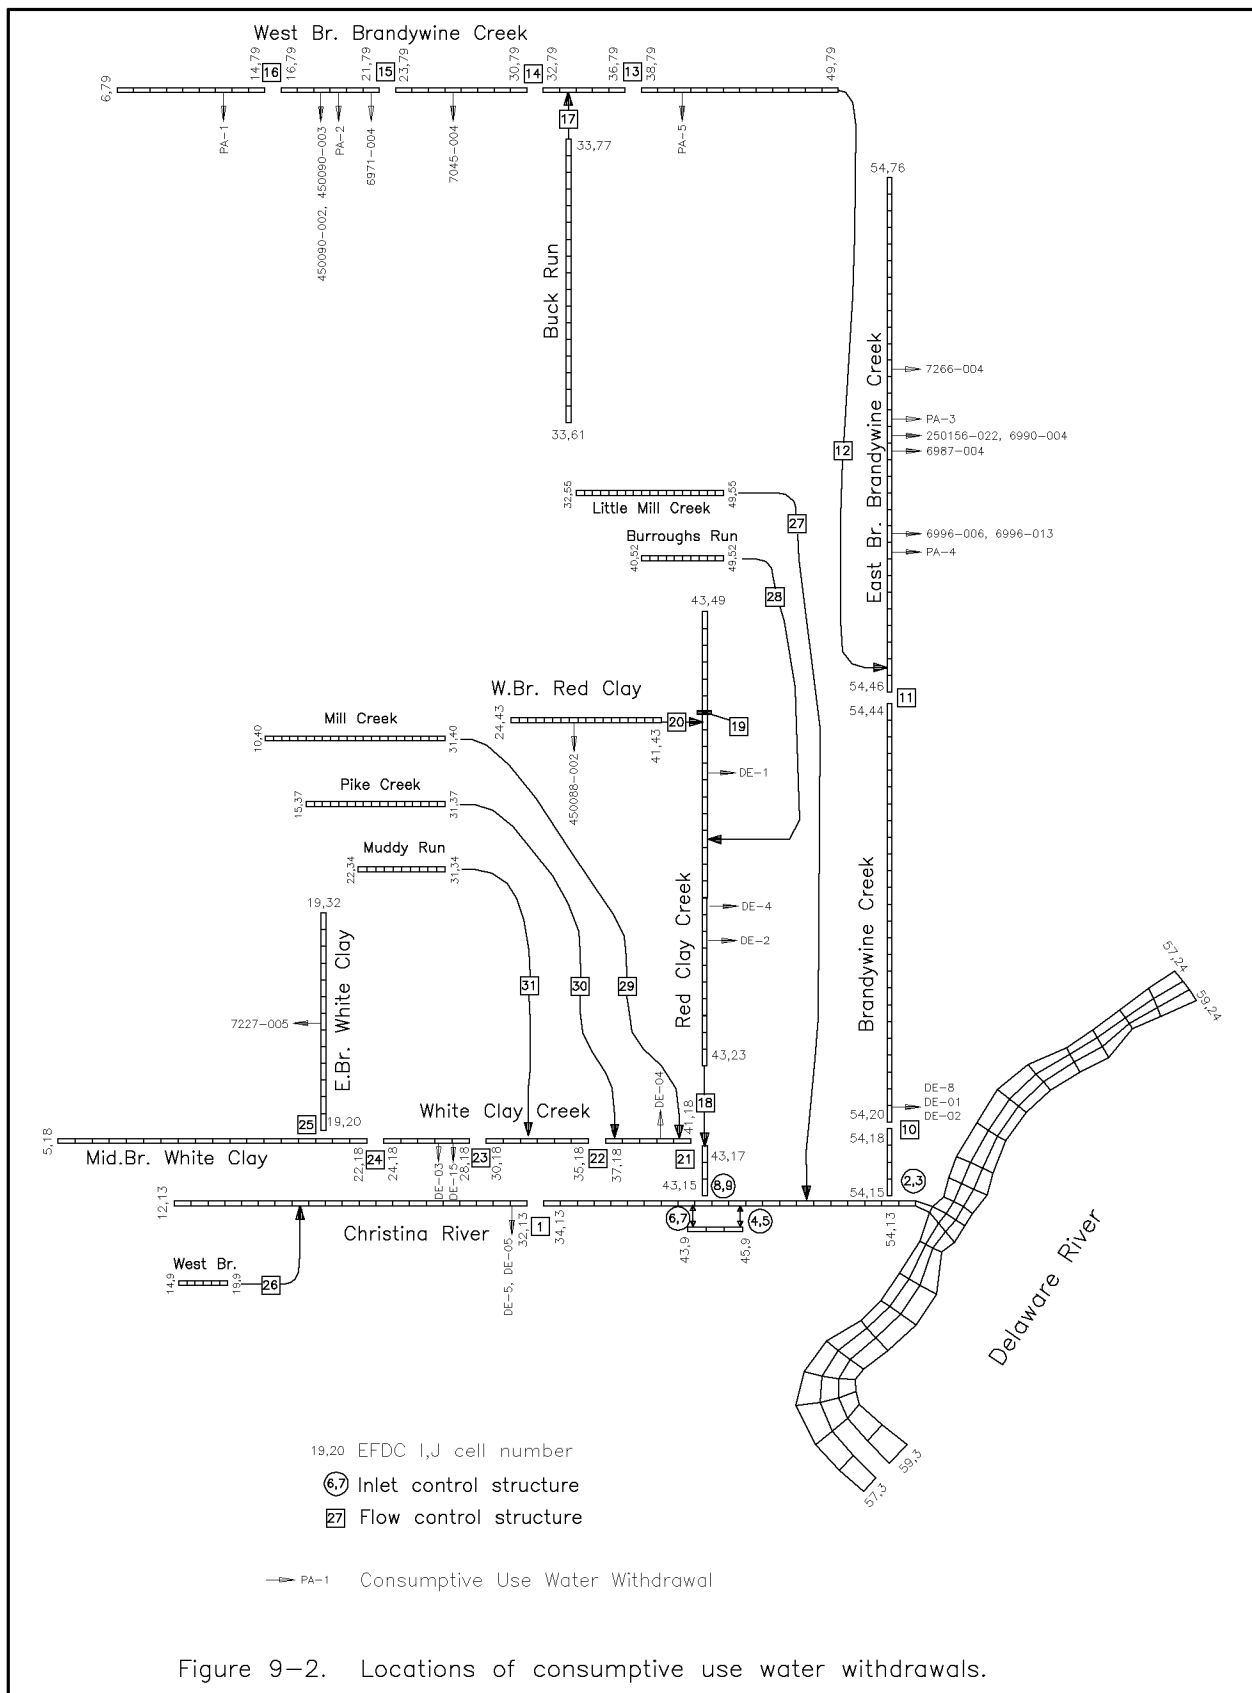 West Br. Brandywine Creek
6,79
14,79
16
16,79
21,79
15
23,79
30,79
14
32,79
36,79
13
38,79
49,79
PA-1
450090-002, 450090-003
PA-2
6971-004
7045-004
17
PA-5
33,77
54,76
Buck Run
7266-004
PA-3
33,61
250156-022, 6990-004
12
6987-004
East Br. Brandywine Creek
32,55
49,55
Little Mill Creek
27
Burroughs Run
6996-006, 6996-013
40,52
49,52
PA-4
28
43,49
W.Br. Red Clay
54,46
11
24,43
54,44
Mill Creek
20
19
10,40
31,40
41,43
450088-002
DE-1
Pike Creek
15,37
31,37
Muddy Run
22,34
31,34
Red Clay Creek
DE-4
19,32
DE-2
Brandywine Creek
E.Br. White Clay
57,24
59,24
31
30
29
7227-005
43,23
DE-04
DE-8
DE-01
DE-02
White Clay Creek
18
54,20
25
19,20
41,18
10
5,18
54,18
Mid.Br. White Clay
22,18
24
24,18
DE-03
DE-15
28,18
23
30,18
35,18
22
37,18
21
43,17
43,15
8,9
54,15
2,3
12,13
Christina River
32,13
1
34,13
6,7
4,5
54,13
DE-5, DE-05
43,9
45,9
West Br.
14,9
19,9
26
Delaware River
59,3
57,3
19,20 EFDC I,J cell number
6,7 Inlet control structure
27 Flow control structure
PA-1 Consumptive Use Water Withdrawal
Figure 9-2. Locations of consumptive use water withdrawals.